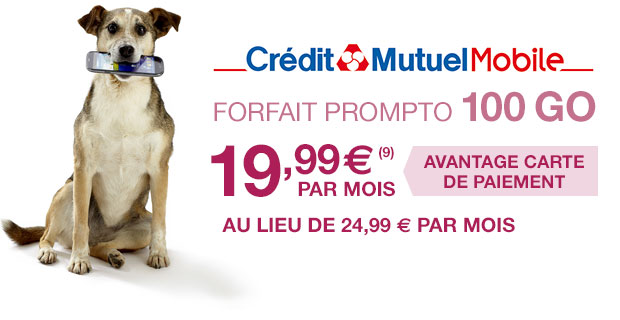 Crédit Mutuel Mobile
FORFAIT PROMPTO 100 GO
19,99 € (9)
PAR MOIS
AVANTAGE CARTE
DE PAIEMENT
AU LIEU DE 24,99 € PAR MOIS